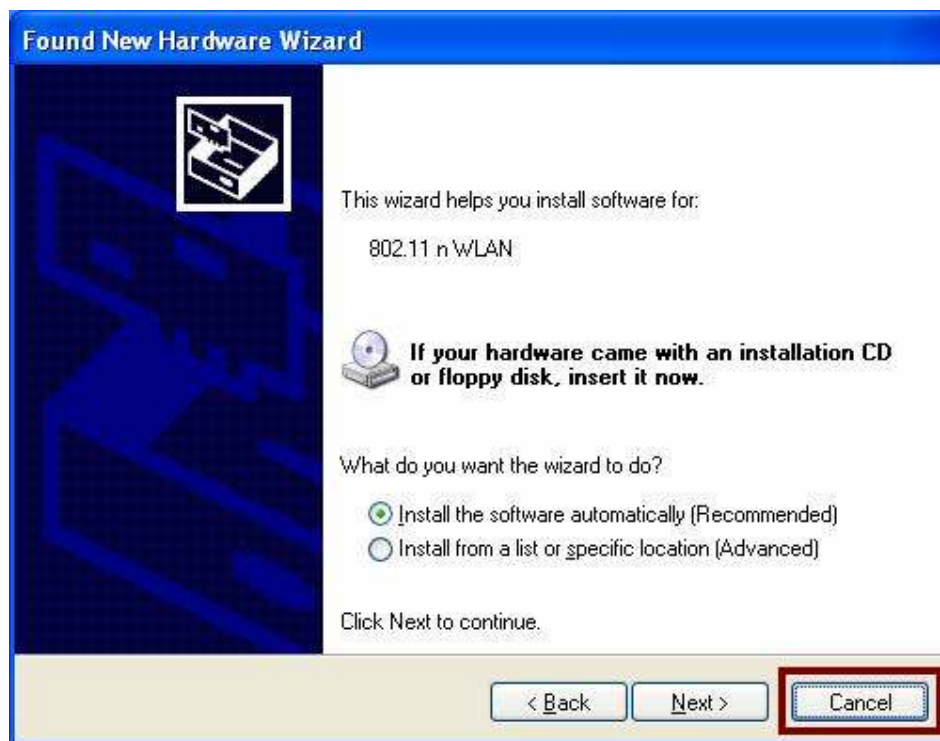 Found New Hardware Wizard
This wizard helps you install software for:
802.11 n WLAN
If your hardware came with an installation CD
or floppy disk, insert it now.
What do you want the wizard to do?
Install the software automatically (Recommended)
Install from a list or specific location (Advanced)
Click Next to continue.
< Back Next > Cancel